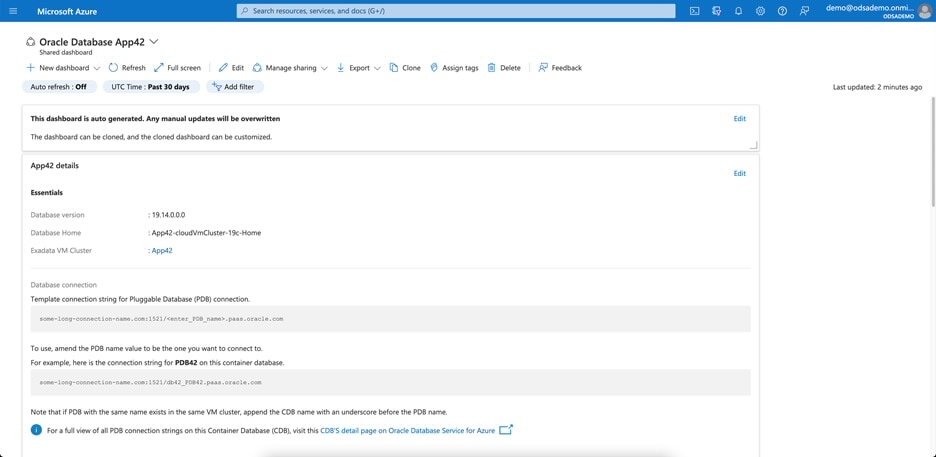 Microsoft Azure
Search resources, services, and docs (G+/)
demo@odsademo.onmi...
ODSADEMO
Oracle Database App42
Shared dashboard
New dashboard Refresh Full screen Edit Manage sharing Export Clone Assign tags Delete Feedback
Auto refresh : Off UTC Time : Past 30 days Add filter Last updated: 2 minutes ago
This dashboard is auto generated. Any manual updates will be overwritten Edit
The dashboard can be cloned, and the cloned dashboard can be customized.
App42 details
Edit
Essentials
Database version : 19.14.0.0.0
Database Home : App42-cloudVmCluster-19c-Home
Exadata VM Cluster : App42
Database connection
Template connection string for Pluggable Database (PDB) connection.
some-long-connection-name.com:1521/<enter_PDB_name>.paas.oracle.com
To use, amend the PDB name value to be the one you want to connect to.
For example, here is the connection string for PDB42 on this container database.
some-long-connection-name.com:1521/db42_PDB42.paas.oracle.com
Note that if PDB with the same name exists in the same VM cluster, append the CDB name with an underscore before the PDB name.
For a full view of all PDB connection strings on this Container Database (CDB), visit this CDB'S detail page on Oracle Database Service for Azure